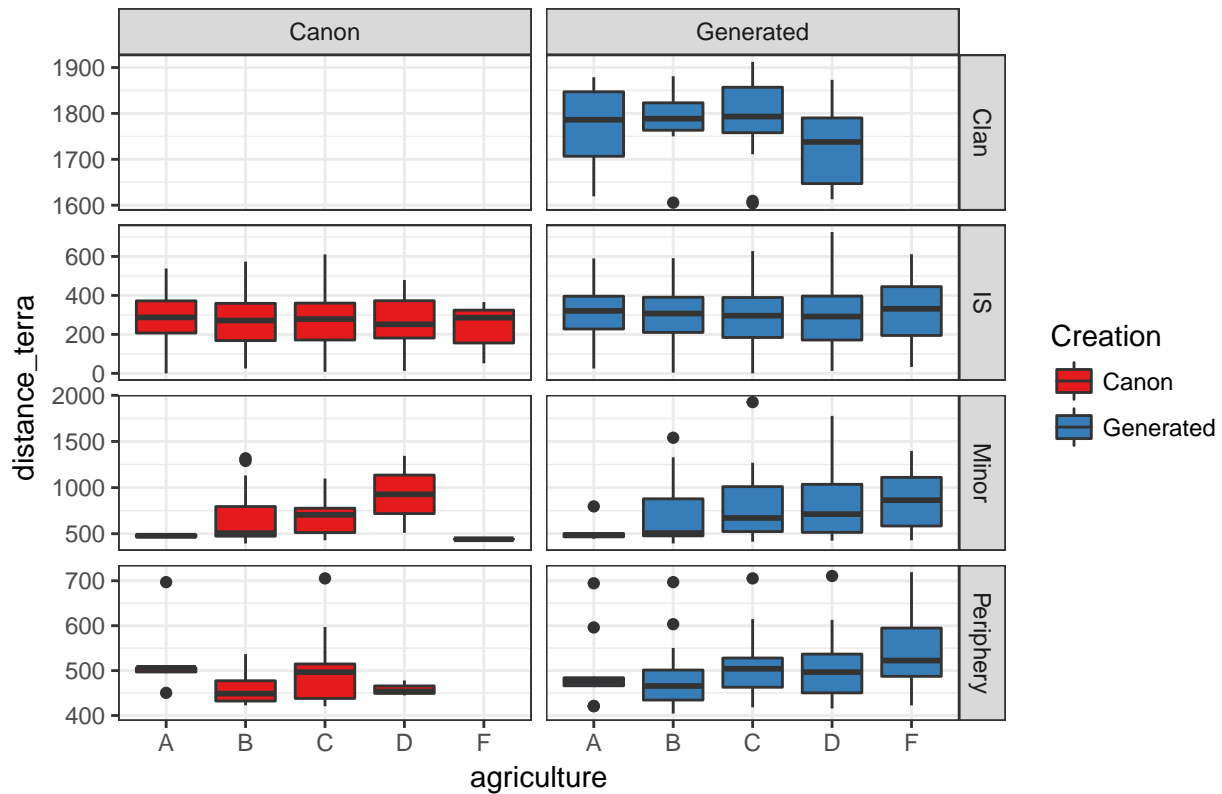 Canon
Generated
1900
1800
1700
1600
Clan
600
400
200
0
IS
2000
1500
1000
500
Minor
700
600
500
400
Periphery
A B C D F
A B C D F
agriculture
distance_terra
Creation
Canon
Generated